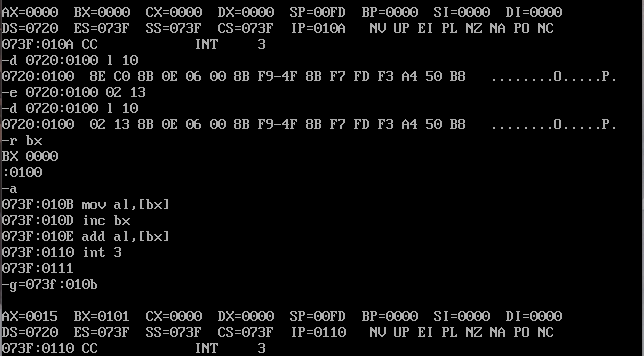 AX=0000  BX=0000  CX=0000  DX=0000  SP=00FD  BP=0000  SI=0000  DI=0000
DS=0720  ES=073F  SS=073F  CS=073F  IP=010A   NV UP EI PL NZ NA PO NC
073F:010A CC            INT     3
-d 0720:0100 l 10
0720:0100  8E C0 8B 0E 06 00 8B F9-4F 8B F7 FD F3 A4 50 B8   ........O.....P.
-e 0720:0100 02 13
-d 0720:0100 l 10
0720:0100  02 13 8B 0E 06 00 8B F9-4F 8B F7 FD F3 A4 50 B8   ........O.....P.
-r bx
BX 0000
:0100
-a
073F:010B mov al,[bx]
073F:010D inc bx
073F:010E add al,[bx]
073F:0110 int 3
073F:0111
-g=073f:010b
AX=0015  BX=0101  CX=0000  DX=0000  SP=00FD  BP=0000  SI=0000  DI=0000
DS=0720  ES=073F  SS=073F  CS=073F  IP=0110   NV UP EI PL NZ NA PO NC
073F:0110 CC            INT     3